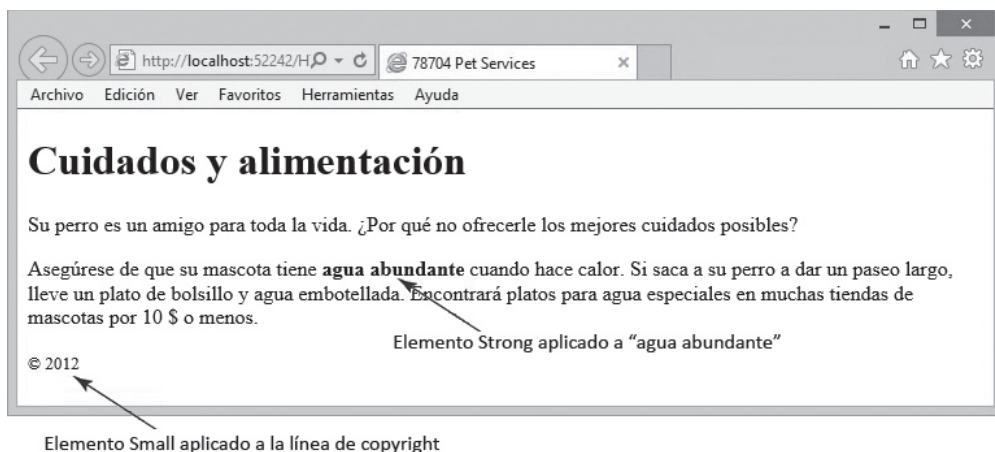 http://localhost:52242/H
78704 Pet Services
Archivo Edición Ver Favoritos Herramientas Ayuda
Cuidados y alimentación
Su perro es un amigo para toda la vida. ¿Por qué no ofrecerle los mejores cuidados posibles?
Asegúrese de que su mascota tiene agua abundante cuando hace calor. Si saca a su perro a dar un paseo largo,
lleve un plato de bolsillo y agua embotellada. Encontrará platos para agua especiales en muchas tiendas de
mascotas por 10 $ o menos.
Elemento Strong aplicado a “agua abundante”
© 2012
Elemento Small aplicado a la línea de copyright